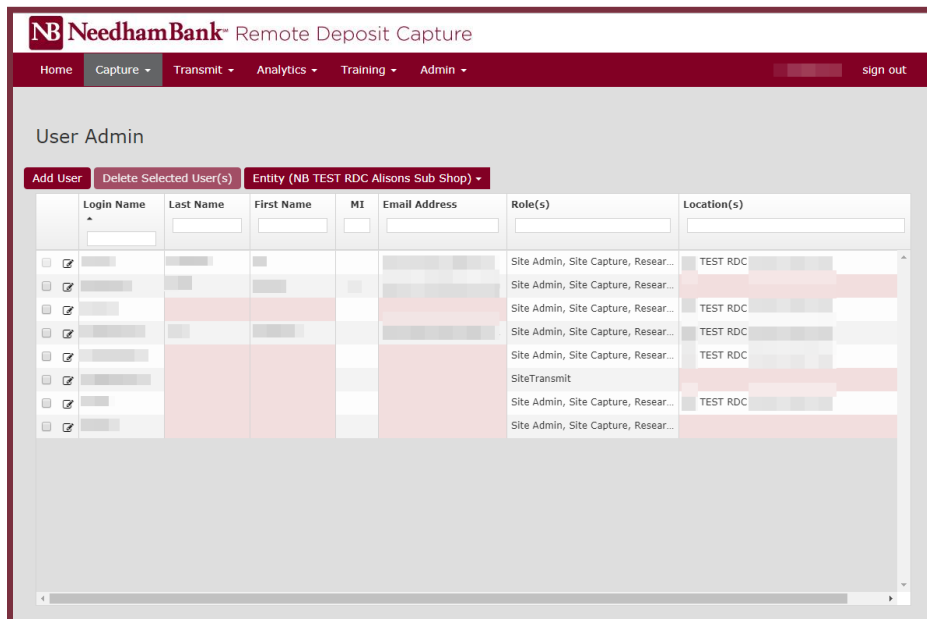 NB NeedhamBank℠ Remote Deposit Capture
Home Capture Transmit Analytics Training Admin sign out
User Admin
Add User Delete Selected User(s) Entity (NB TEST RDC Alisons Sub Shop)
Login Name Last Name First Name MI Email Address Role(s) Location(s)
Site Admin, Site Capture, Resear... TEST RDC
Site Admin, Site Capture, Resear...
Site Admin, Site Capture, Resear... TEST RDC
Site Admin, Site Capture, Resear... TEST RDC
Site Admin, Site Capture, Resear... TEST RDC
SiteTransmit
Site Admin, Site Capture, Resear... TEST RDC
Site Admin, Site Capture, Resear...